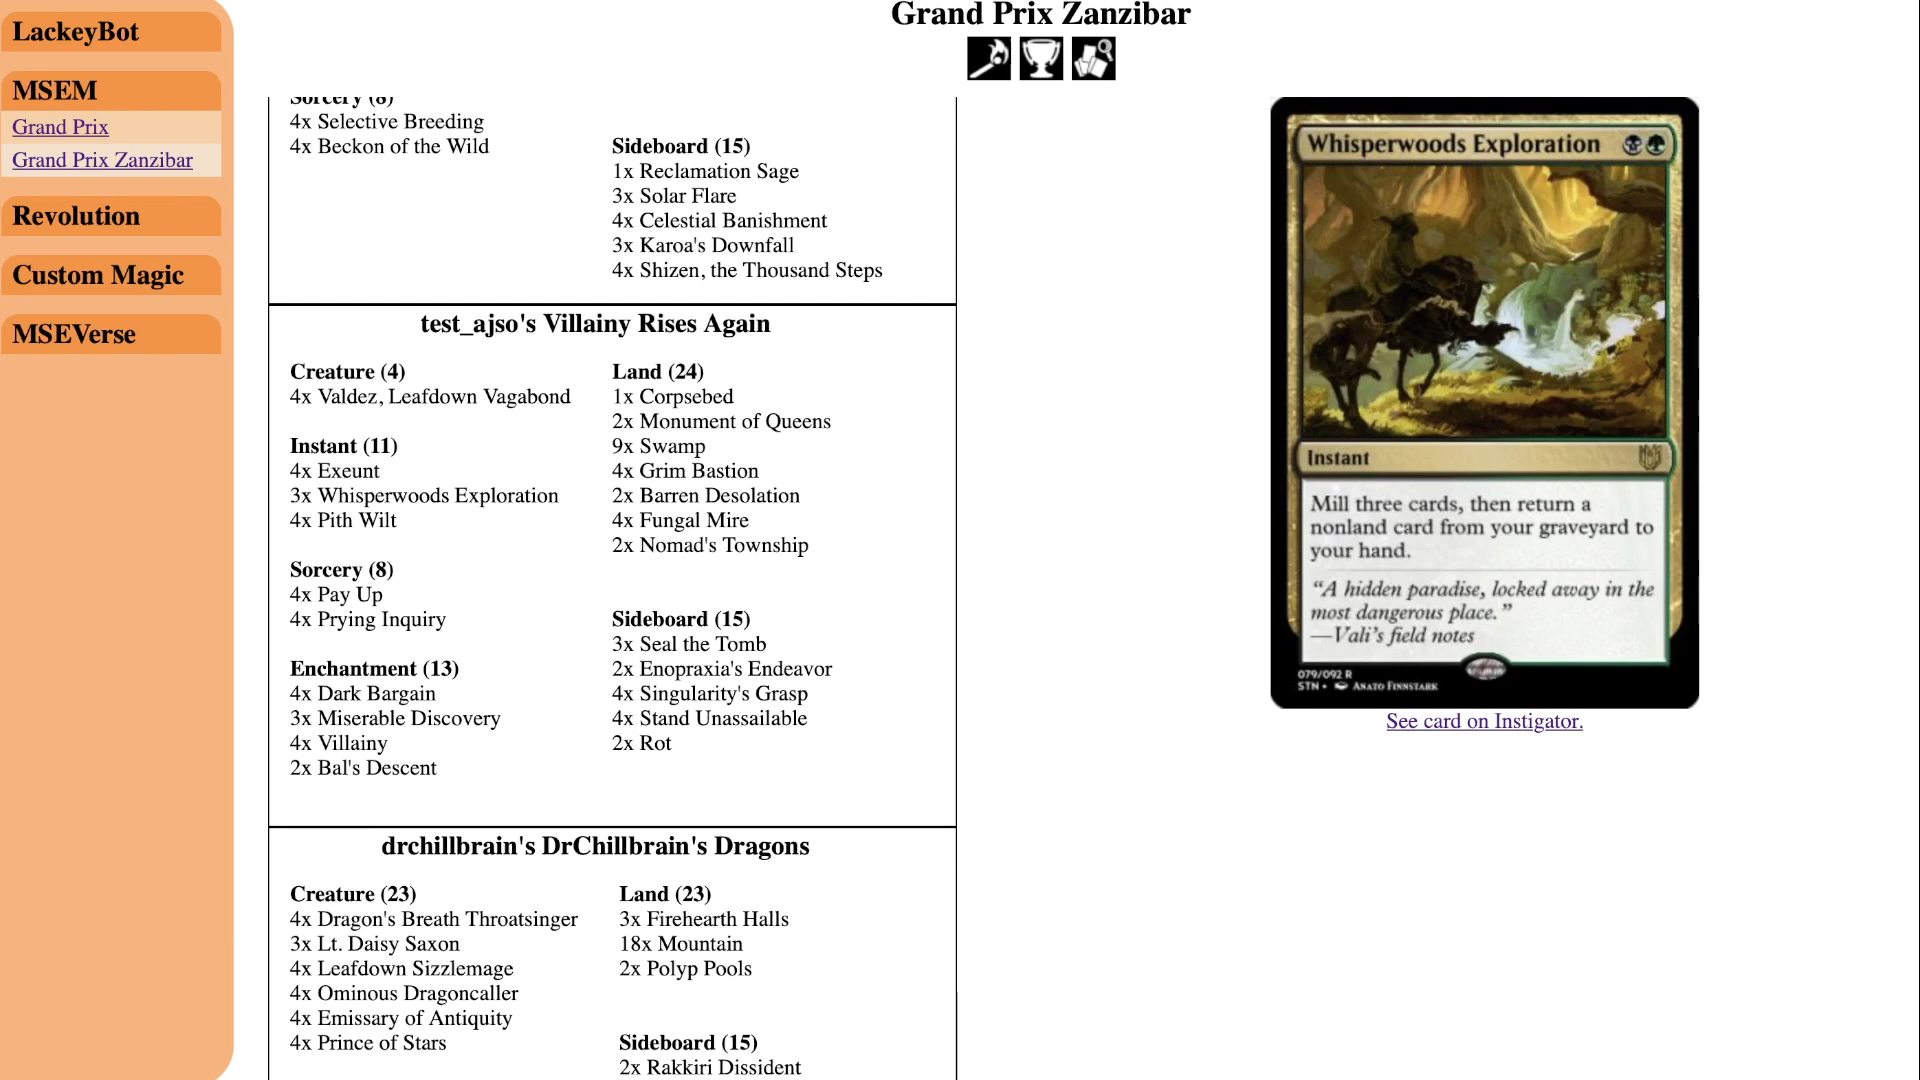 LackeyBot
MSEM
Grand Prix
Grand Prix Zanzibar
Revolution
Custom Magic
MSEVerse
Grand Prix Zanzibar
Sorcery (8)
4x Selective Breeding
4x Beckon of the Wild
Sideboard (15)
1x Reclamation Sage
3x Solar Flare
4x Celestial Banishment
3x Karoa's Downfall
4x Shizen, the Thousand Steps
test_ajso's Villainy Rises Again
Creature (4)
4x Valdez, Leafdown Vagabond
Instant (11)
4x Exeunt
3x Whisperwoods Exploration
4x Pith Wilt
Sorcery (8)
4x Pay Up
4x Prying Inquiry
Enchantment (13)
4x Dark Bargain
3x Miserable Discovery
4x Villainy
2x Bal's Descent
Land (24)
1x Corpsebed
2x Monument of Queens
9x Swamp
4x Grim Bastion
2x Barren Desolation
4x Fungal Mire
2x Nomad's Township
Sideboard (15)
3x Seal the Tomb
2x Enopraxia's Endeavor
4x Singularity's Grasp
4x Stand Unassailable
2x Rot
drchillbrain's DrChillbrain's Dragons
Creature (23)
4x Dragon's Breath Throatsinger
3x Lt. Daisy Saxon
4x Leafdown Sizzlemage
4x Ominous Dragoncaller
4x Emissary of Antiquity
4x Prince of Stars
Land (23)
3x Firehearth Halls
18x Mountain
2x Polyp Pools
Sideboard (15)
2x Rakkiri Dissident
Whisperwoods Exploration
Instant
Mill three cards, then return a
nonland card from your graveyard to
your hand.
“A hidden paradise, locked away in the
most dangerous place.”
—Vali's field notes
079/092 R
STN • Anato Finnstark
See card on Instigator.